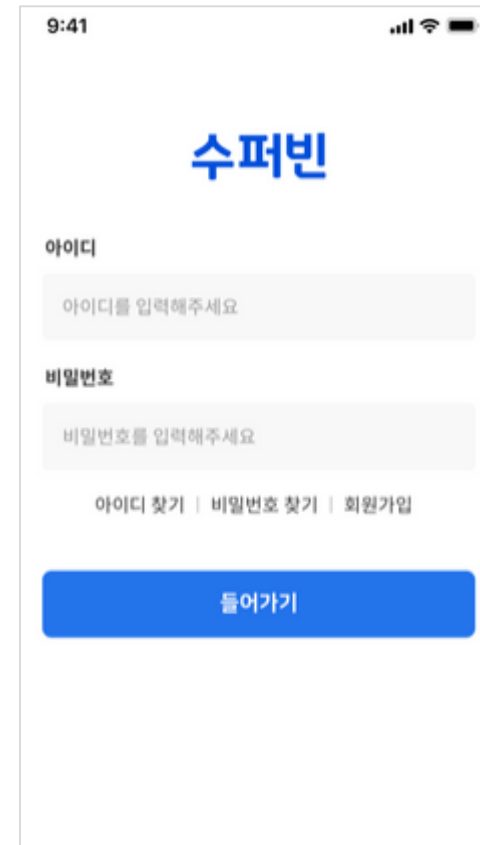 9:41
수퍼빈
아이디
아이디를 입력해주세요
비밀번호
비밀번호를 입력해주세요
아이디 찾기 | 비밀번호 찾기 | 회원가입
들어가기